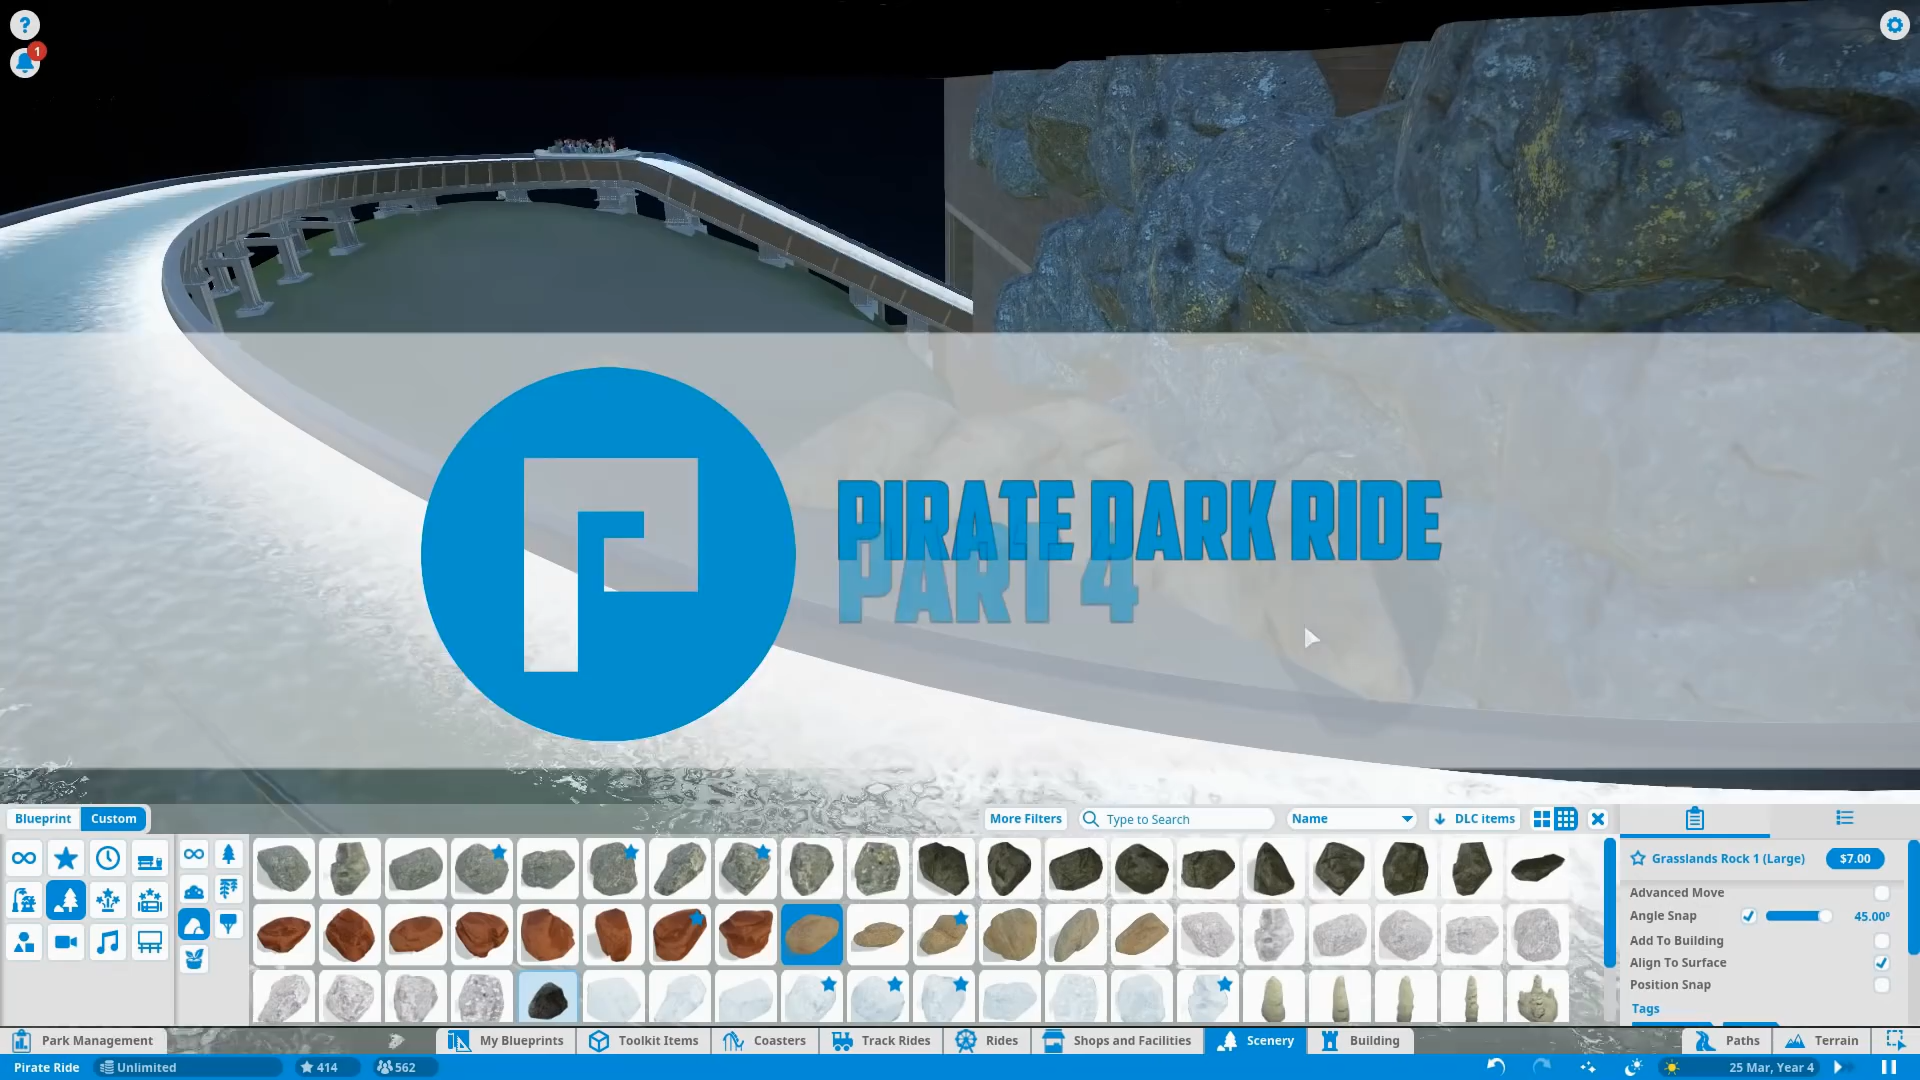 ?
1
PIRATE DARK RIDE
PART 4
Blueprint
Custom
More Filters
Type to Search
Name
DLC items
Grasslands Rock 1 (Large)
$7.00
Advanced Move
Angle Snap
45.00°
Add To Building
Align To Surface
Position Snap
Tags
Park Management
My Blueprints
Toolkit Items
Coasters
Track Rides
Rides
Shops and Facilities
Scenery
Building
Paths
Terrain
Pirate Ride
Unlimited
414
562
25 Mar, Year 4